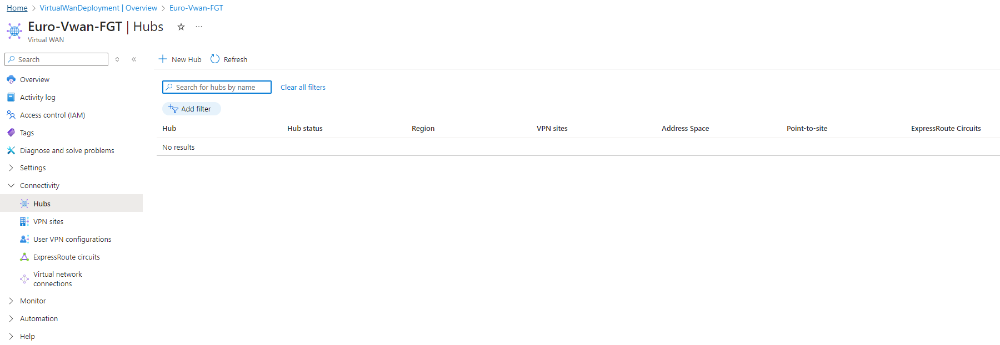 Home > VirtualWanDeployment | Overview > Euro-Vwan-FGT
Euro-Vwan-FGT | Hubs
Virtual WAN
Search
New Hub Refresh
Search for hubs by name Clear all filters
Add filter
Hub Hub status Region VPN sites Address Space Point-to-site ExpressRoute Circuits
No results
Overview
Activity log
Access control (IAM)
Tags
Diagnose and solve problems
Settings
Connectivity
Hubs
VPN sites
User VPN configurations
ExpressRoute circuits
Virtual network
connections
Monitor
Automation
Help